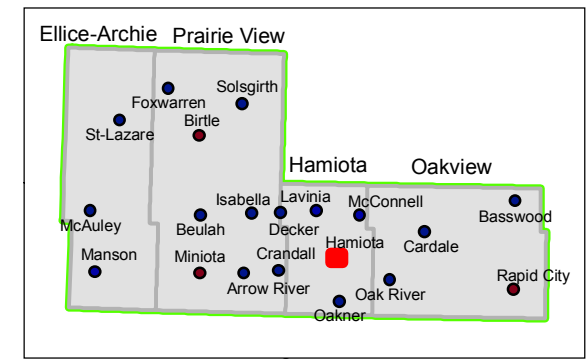 Ellice-Archie Prairie View
Solsgirth
Foxwarren
Birtle
St-Lazare
Hamiota Oakview
Isabella Lavinia McConnell
Basswood
McAuley Beulah Decker Hamiota Cardale
Manson Miniota Crandall
Rapid City
Arrow River Oak River
Oakner